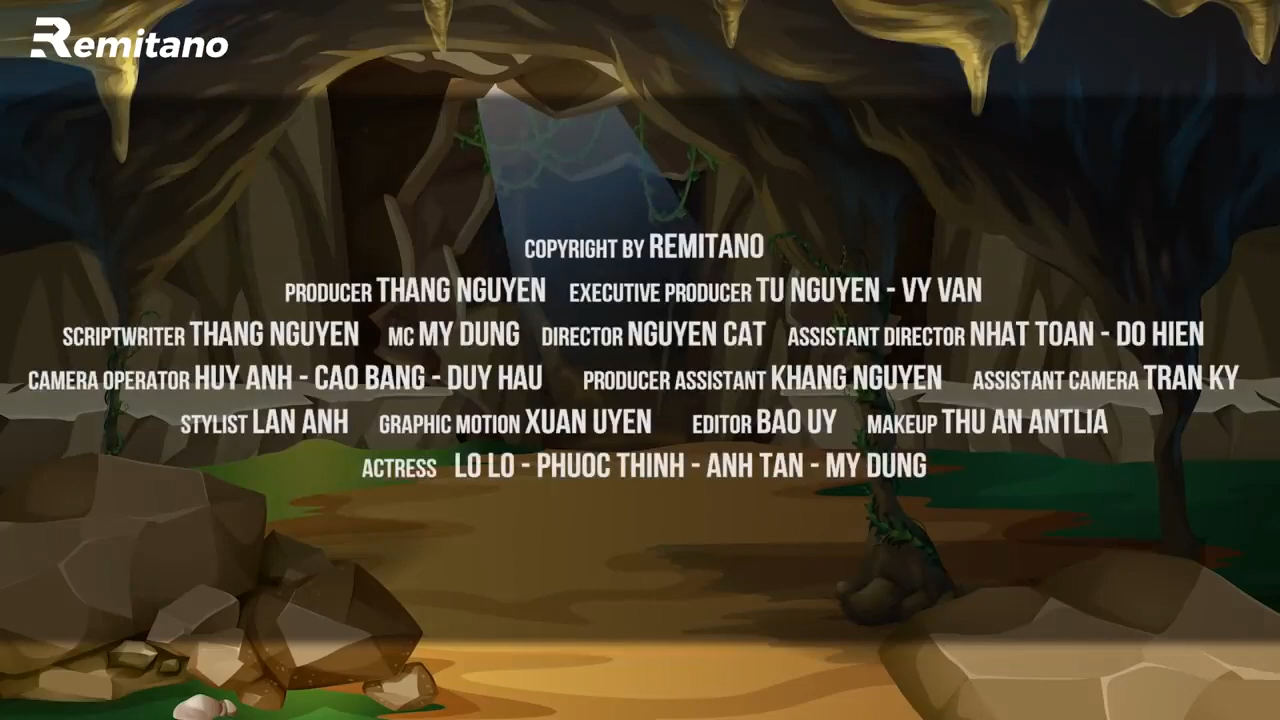 Remitano
COPYRIGHT BY REMITANO
PRODUCER THANG NGUYEN EXECUTIVE PRODUCER TU NGUYEN - VY VAN
SCRIPTWRITER THANG NGUYEN MC MY DUNG DIRECTOR NGUYEN CAT ASSISTANT DIRECTOR NHAT TOAN - DO HIEN
CAMERA OPERATOR HUY ANH - CAO BANG - DUY HAU PRODUCER ASSISTANT KHANG NGUYEN ASSISTANT CAMERA TRAN KY
STYLIST LAN ANH GRAPHIC MOTION XUAN UYEN EDITOR BAO UY MAKEUP THU AN ANTLIA
ACTRESS LO LO - PHUOC THINH - ANH TAN - MY DUNG